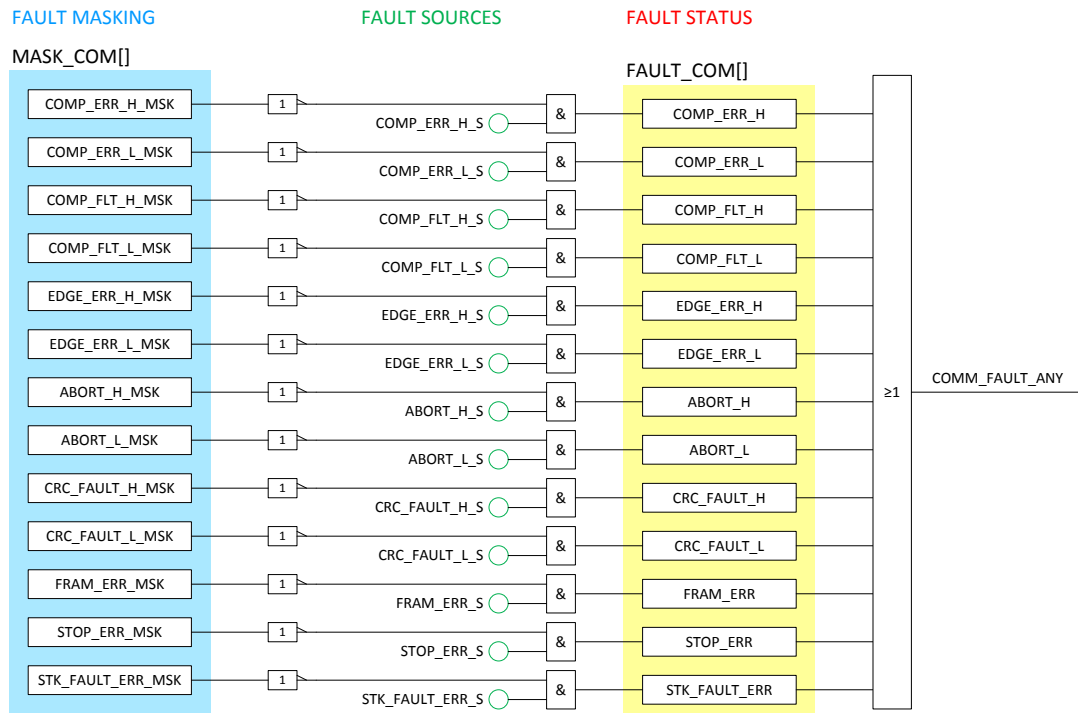 FAULT MASKING FAULT SOURCES FAULT STATUS
MASK_COM[]
FAULT_COM[]
COMP_ERR_H_MSK 1 COMP_ERR_H_S & COMP_ERR_H
COMP_ERR_L_MSK 1 COMP_ERR_L_S & COMP_ERR_L
COMP_FLT_H_MSK 1 COMP_FLT_H_S & COMP_FLT_H
COMP_FLT_L_MSK 1 COMP_FLT_L_S & COMP_FLT_L
EDGE_ERR_H_MSK 1 EDGE_ERR_H_S & EDGE_ERR_H
EDGE_ERR_L_MSK 1 EDGE_ERR_L_S & EDGE_ERR_L
ABORT_H_MSK 1 ABORT_H_S & ABORT_H
≥1 COMM_FAULT_ANY
ABORT_L_MSK 1 ABORT_L_S & ABORT_L
CRC_FAULT_H_MSK 1 CRC_FAULT_H_S & CRC_FAULT_H
CRC_FAULT_L_MSK 1 CRC_FAULT_L_S & CRC_FAULT_L
FRAM_ERR_MSK 1 FRAM_ERR_S & FRAM_ERR
STOP_ERR_MSK 1 STOP_ERR_S & STOP_ERR
STK_FAULT_ERR_MSK 1 STK_FAULT_ERR_S & STK_FAULT_ERR